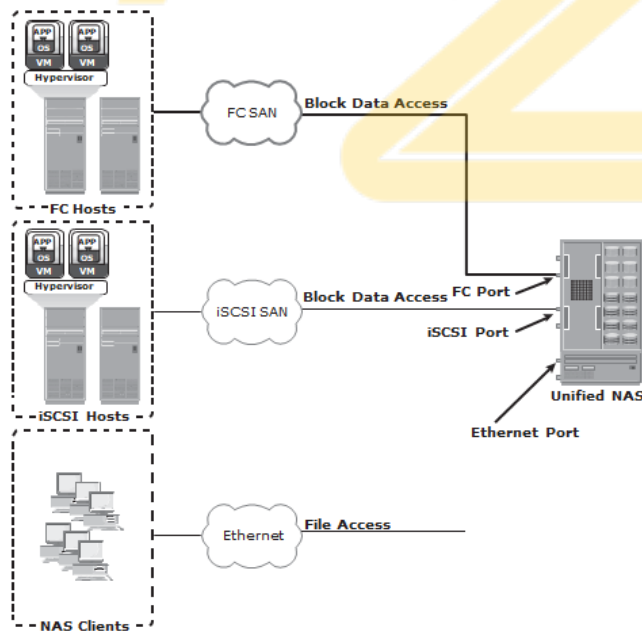 APP APP
OS OS
VM VM
Hypervisor
FC Hosts
FC SAN
Block Data Access
APP APP
OS OS
VM VM
Hypervisor
iSCSI Hosts
iSCSI SAN
Block Data Access
FC Port
iSCSI Port
Unified NAS
Ethernet Port
NAS Clients
Ethernet
File Access